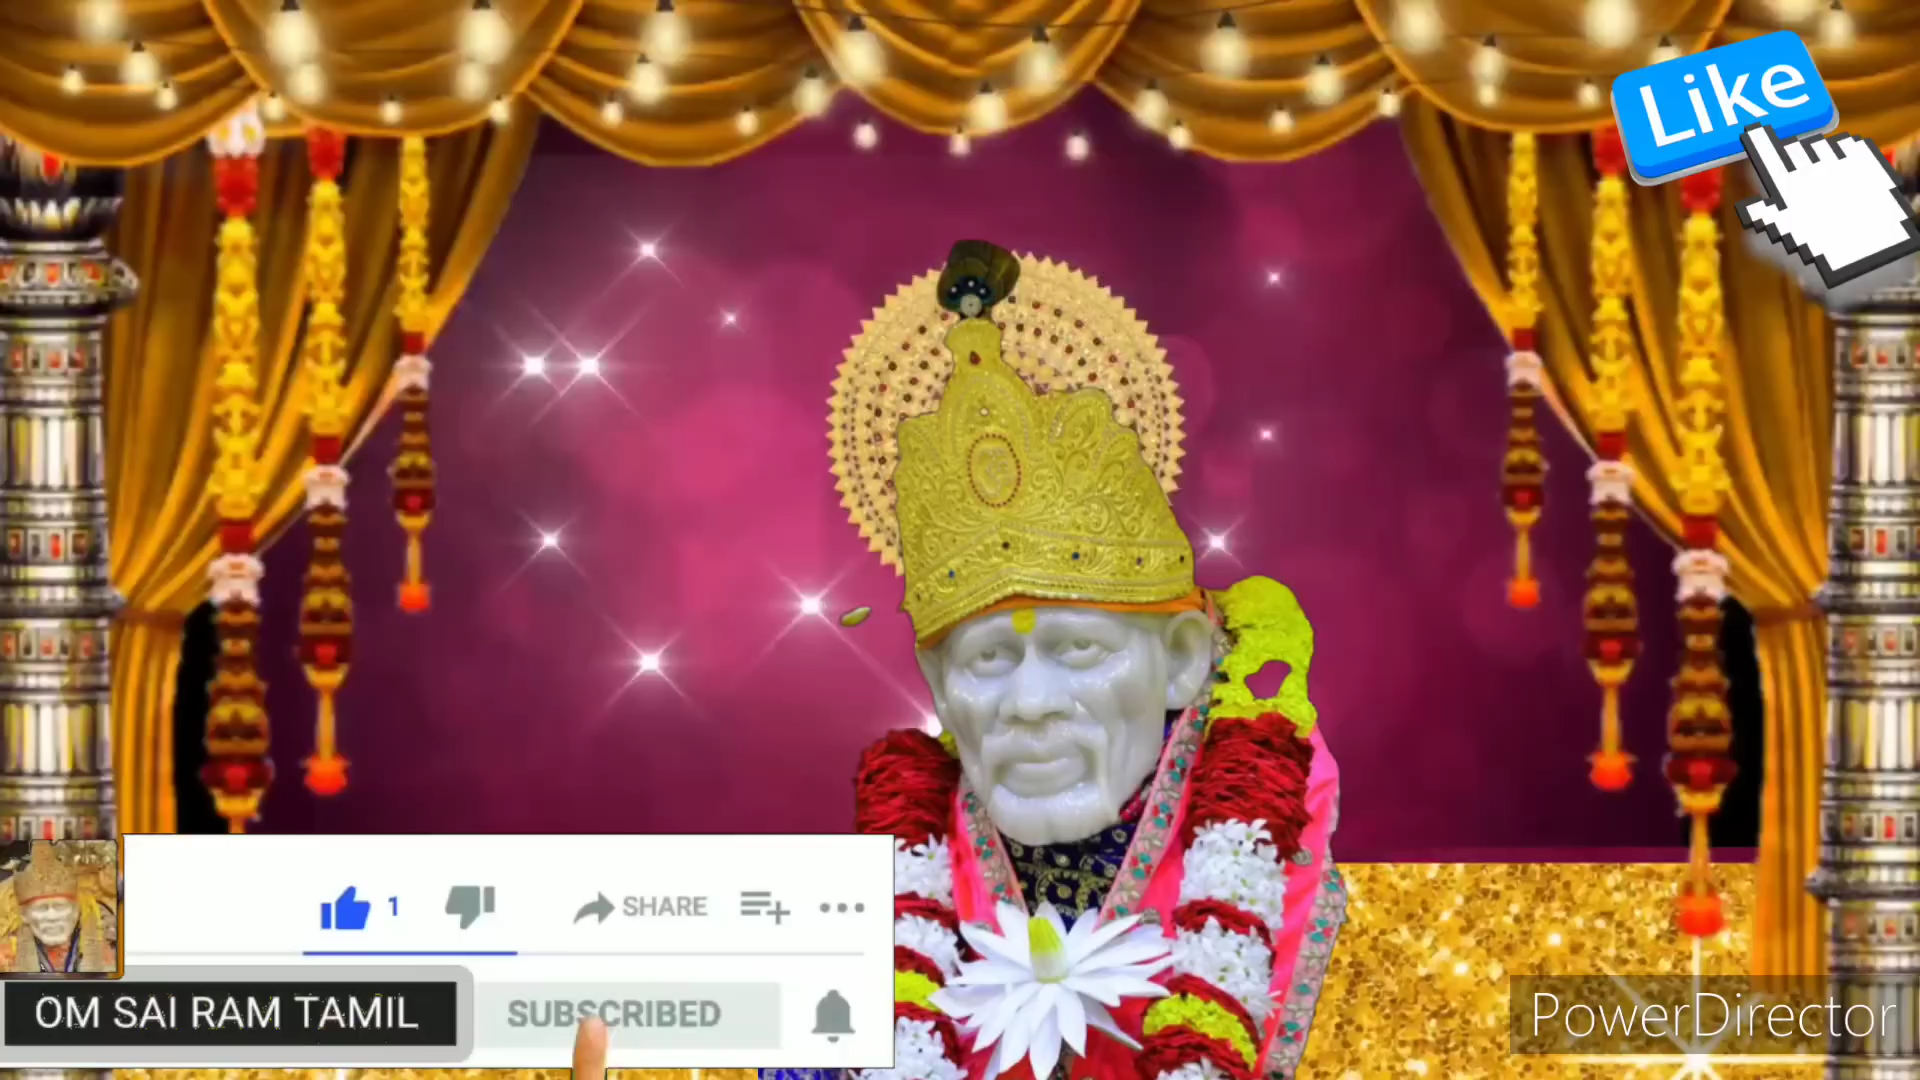 Like
1
SHARE
OM SAI RAM TAMIL
SUBSCRIBED
PowerDirector